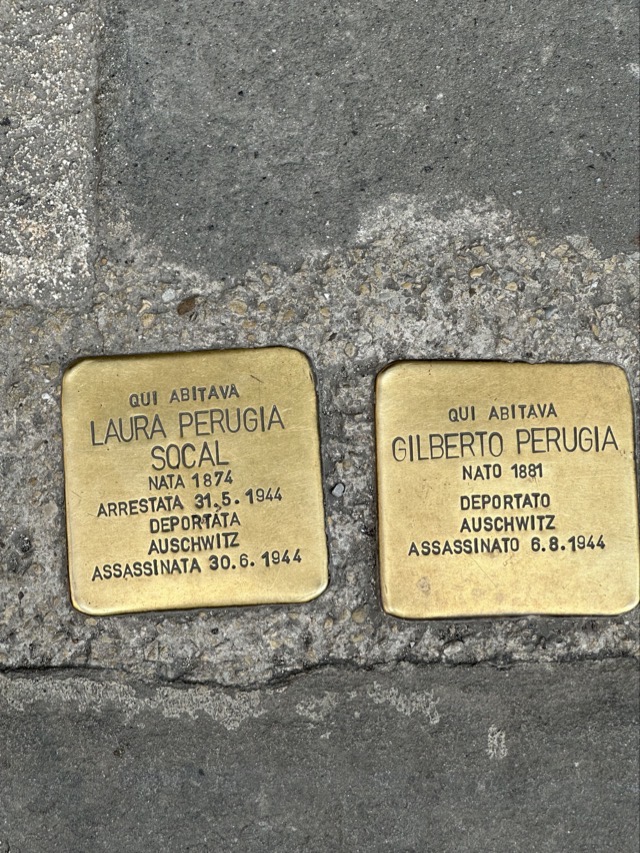 QUI ABITAVA
LAURA PERUGIA
SOCAL
NATA 1874
ARRESTATA 31.5.1944
DEPORTATA
AUSCHWITZ
ASSASSINATA 30.6.1944
QUI ABITAVA
GILBERTO PERUGIA
NATO 1881
DEPORTATO
AUSCHWITZ
ASSASSINATO 6.8.1944